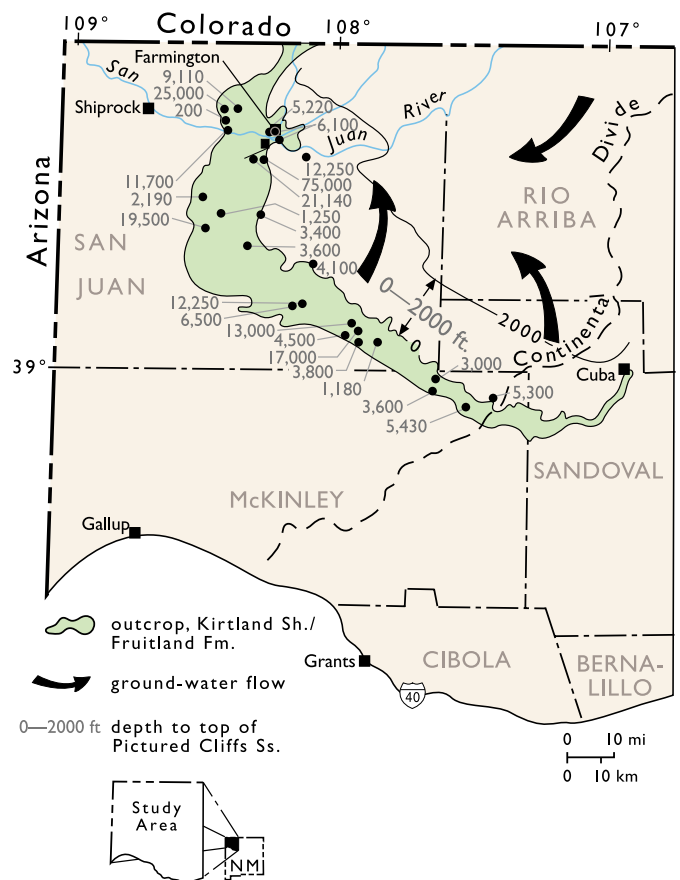 109°
Colorado
108°
107°
Farmington
San
9,110
25,000
Shiprock
200
5,220
6,100
Juan
River
Divide
12,250
75,000
11,700
21,140
2,190
1,250
19,500
3,400
3,600
4,100
Arizona
SAN
JUAN
RIO
ARRIBA
12,250
6,500
0—2000 ft.
13,000
4,500
0
2000
Continental
17,000
3,800
1,180
3,000
39°
Cuba
3,600
5,300
5,430
SANDOVAL
McKINLEY
Gallup
outcrop, Kirtland Sh./
Fruitland Fm.
Grants
CIBOLA
BERNA-
LILLO
ground-water flow
40
0—2000 ft depth to top of
Pictured Cliffs Ss.
0 10 mi
0 10 km
Study
Area
NM